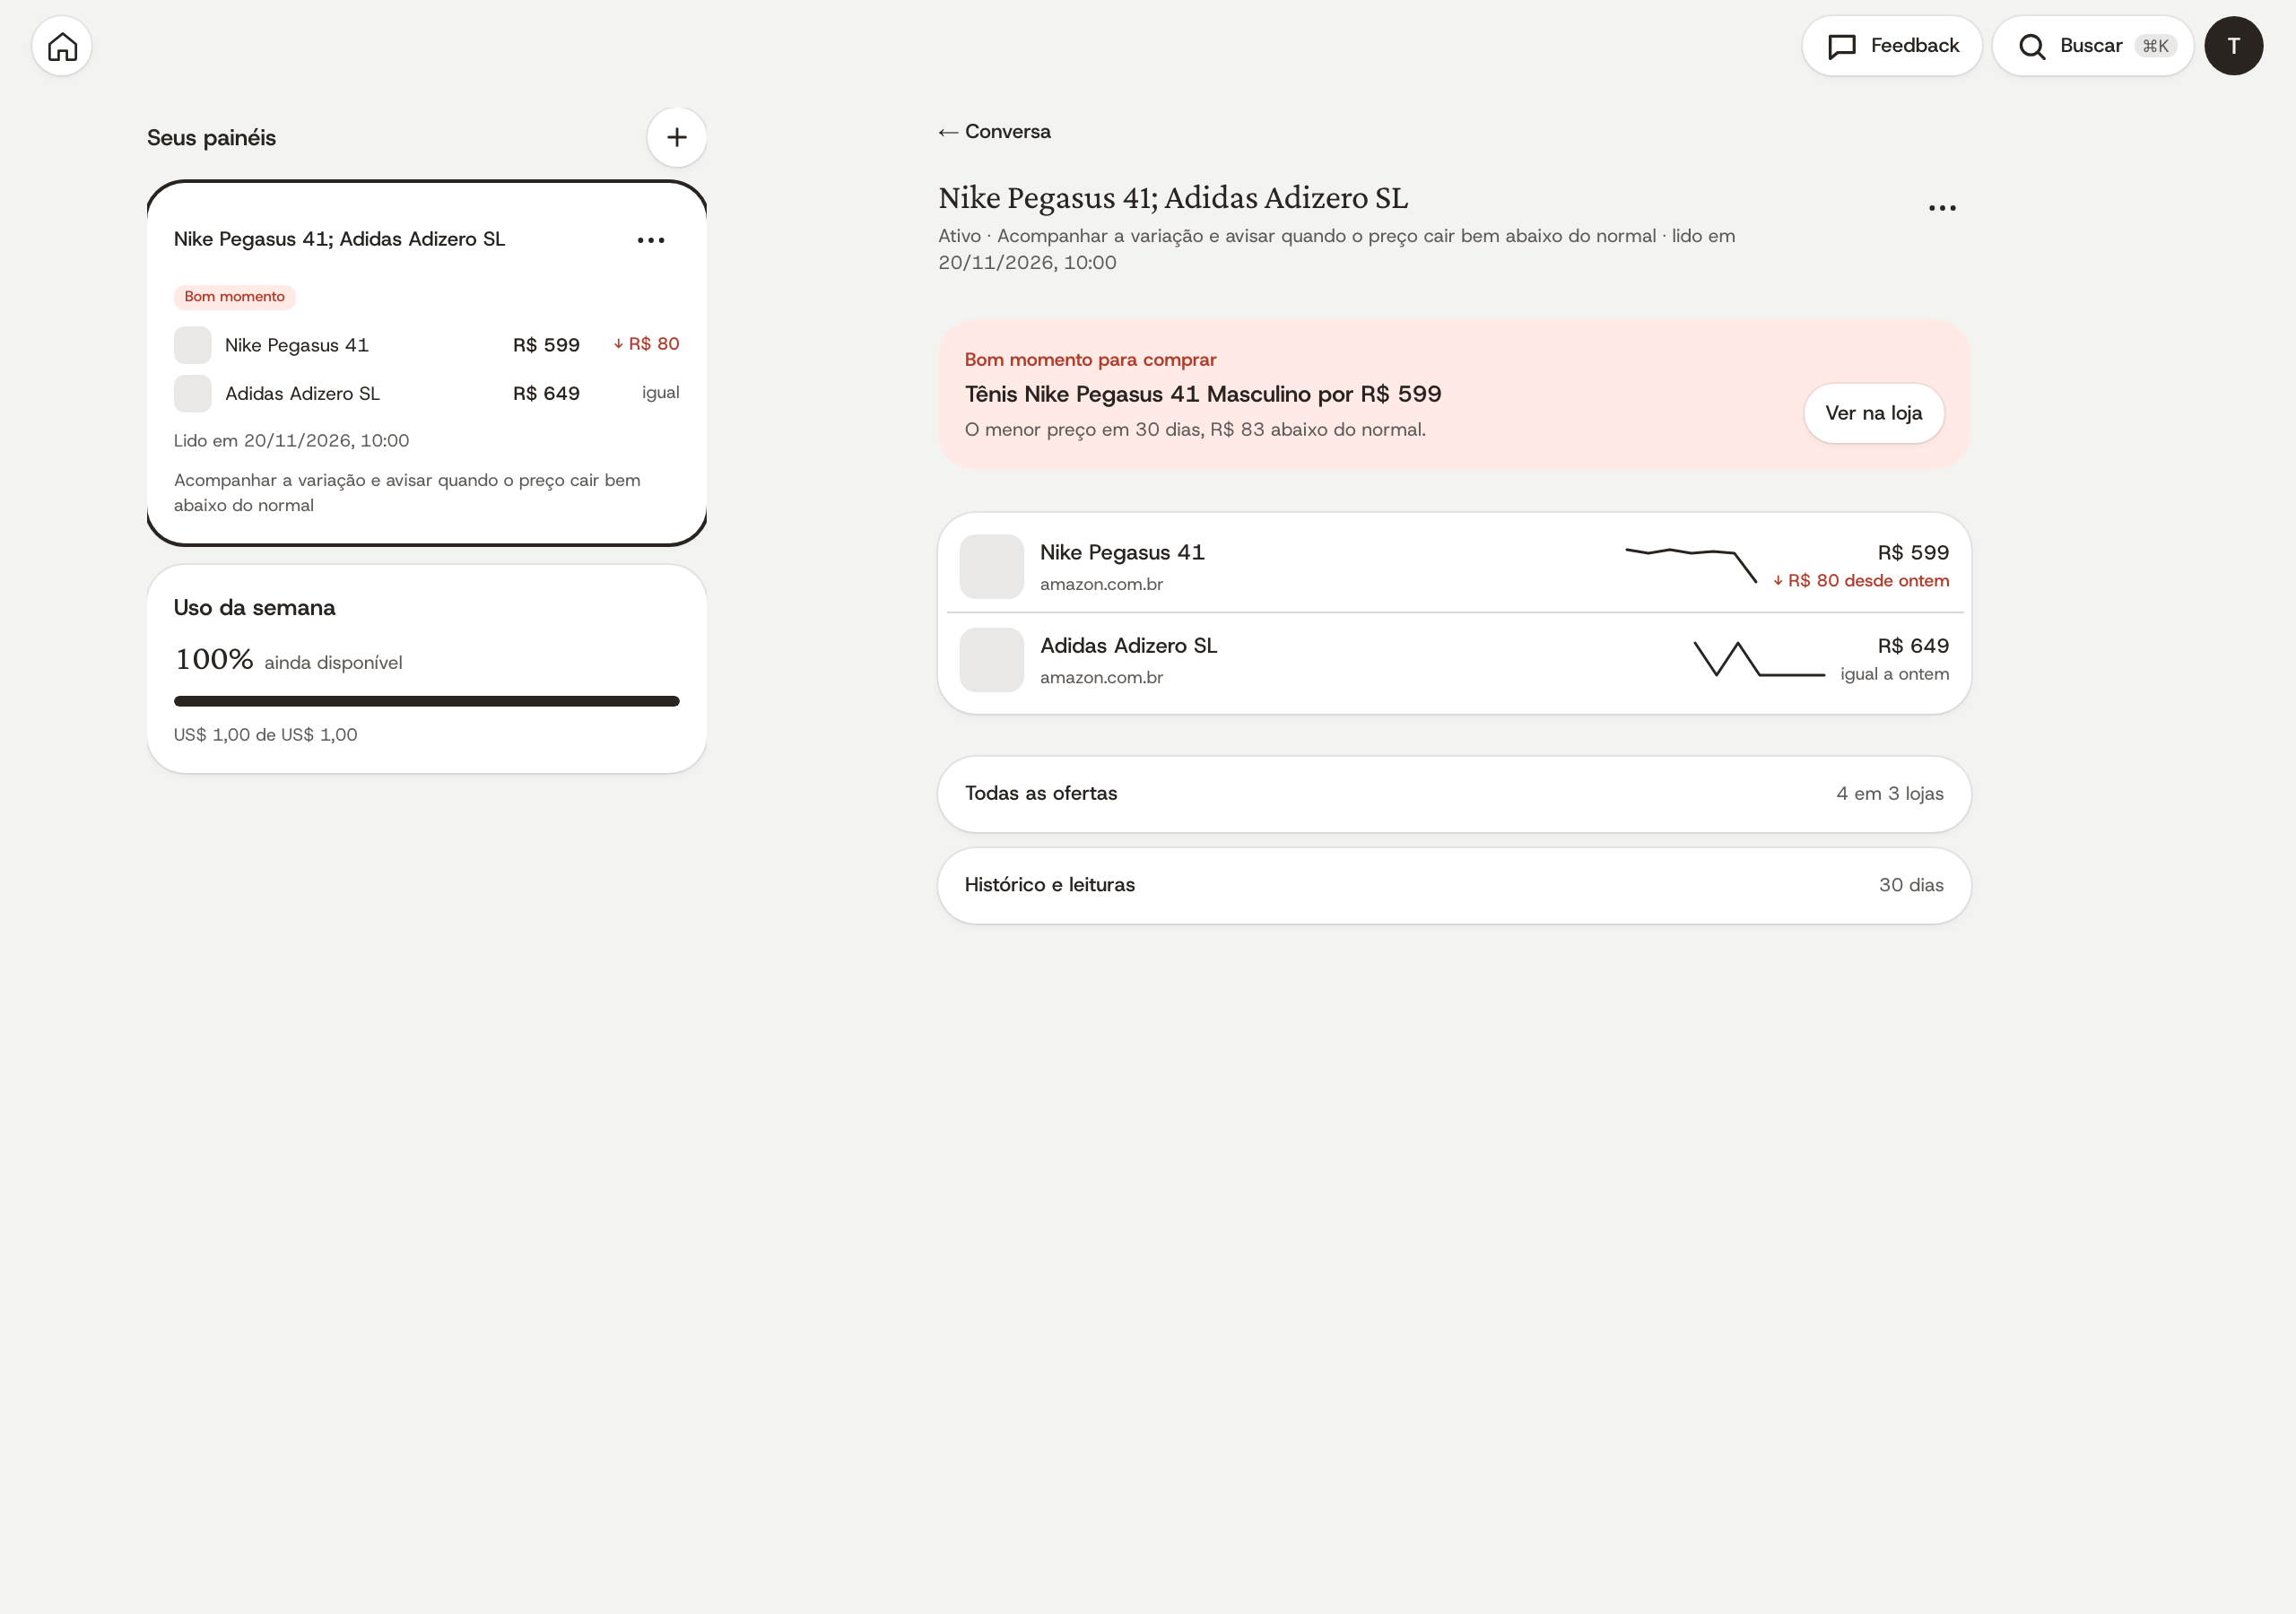 Feedback
Buscar ⌘K
T
Seus painéis
Nike Pegasus 41; Adidas Adizero SL
Bom momento
Nike Pegasus 41 R$ 599 ↓ R$ 80
Adidas Adizero SL R$ 649 igual
Lido em 20/11/2026, 10:00
Acompanhar a variação e avisar quando o preço cair bem
abaixo do normal
Uso da semana
100% ainda disponível
US$ 1,00 de US$ 1,00
← Conversa
Nike Pegasus 41; Adidas Adizero SL
Ativo · Acompanhar a variação e avisar quando o preço cair bem abaixo do normal · lido em
20/11/2026, 10:00
Bom momento para comprar
Tênis Nike Pegasus 41 Masculino por R$ 599
O menor preço em 30 dias, R$ 83 abaixo do normal.
Ver na loja
Nike Pegasus 41 R$ 599
amazon.com.br ↓ R$ 80 desde ontem
Adidas Adizero SL R$ 649
amazon.com.br igual a ontem
Todas as ofertas 4 em 3 lojas
Histórico e leituras 30 dias